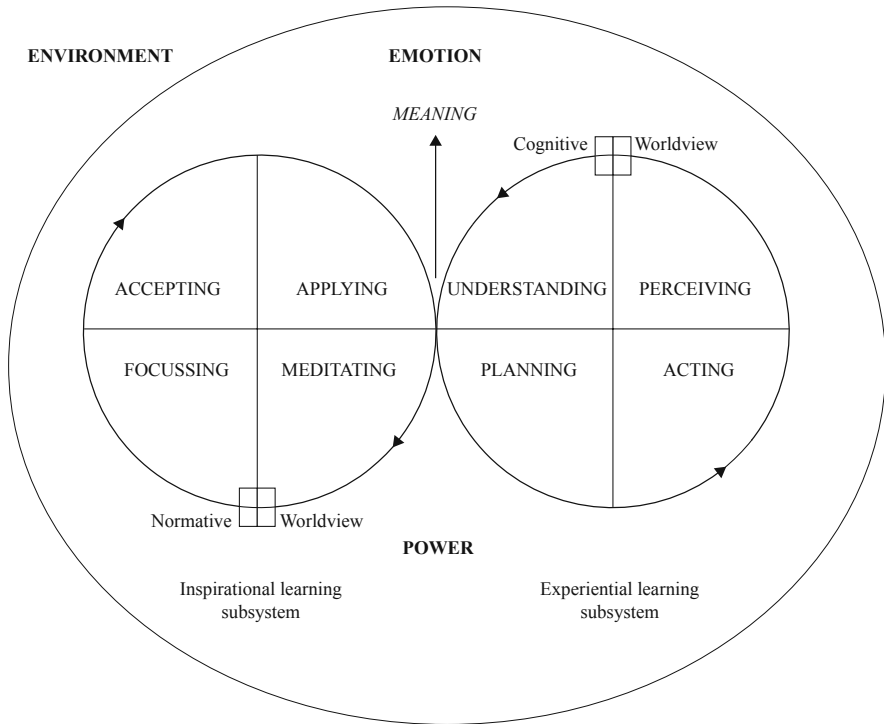 ENVIRONMENT
EMOTION
MEANING
Cognitive Worldview
ACCEPTING APPLYING UNDERSTANDING PERCEIVING
FOCUSSING MEDITATING PLANNING ACTING
Normative Worldview
POWER
Inspirational learning
subsystem
Experiential learning
subsystem